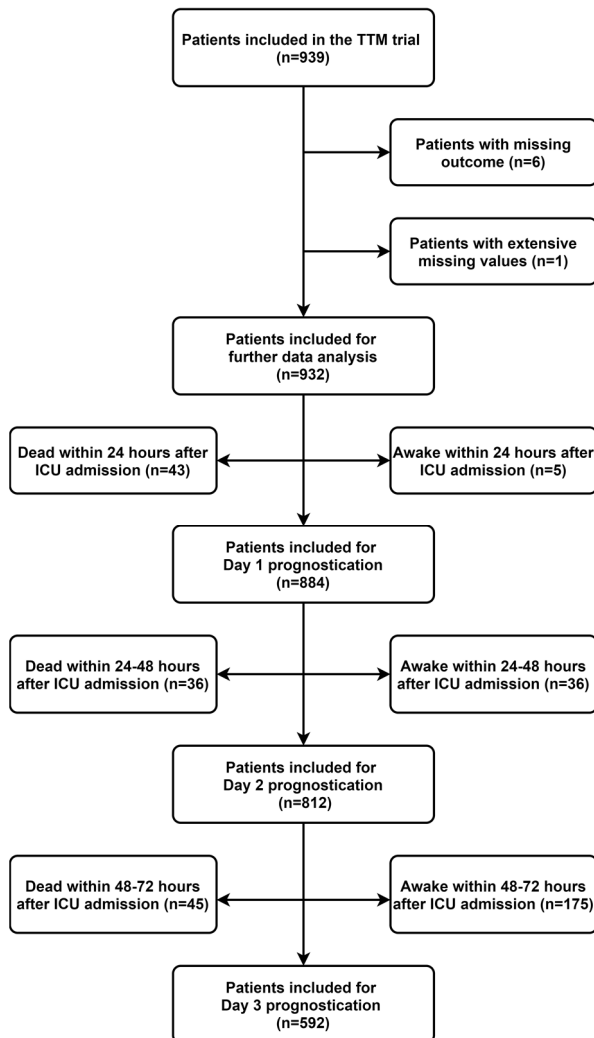 Patients included in the TTM trial
(n=939)
Patients with missing
outcome (n=6)
Patients with extensive
missing values (n=1)
Patients included for
further data analysis
(n=932)
Dead within 24 hours after
ICU admission (n=43)
Awake within 24 hours after
ICU admission (n=5)
Patients included for
Day 1 prognostication
(n=884)
Dead within 24-48 hours
after ICU admission (n=36)
Awake within 24-48 hours
after ICU admission (n=36)
Patients included for
Day 2 prognostication
(n=812)
Dead within 48-72 hours
after ICU admission (n=45)
Awake within 48-72 hours
after ICU admission (n=175)
Patients included for
Day 3 prognostication
(n=592)